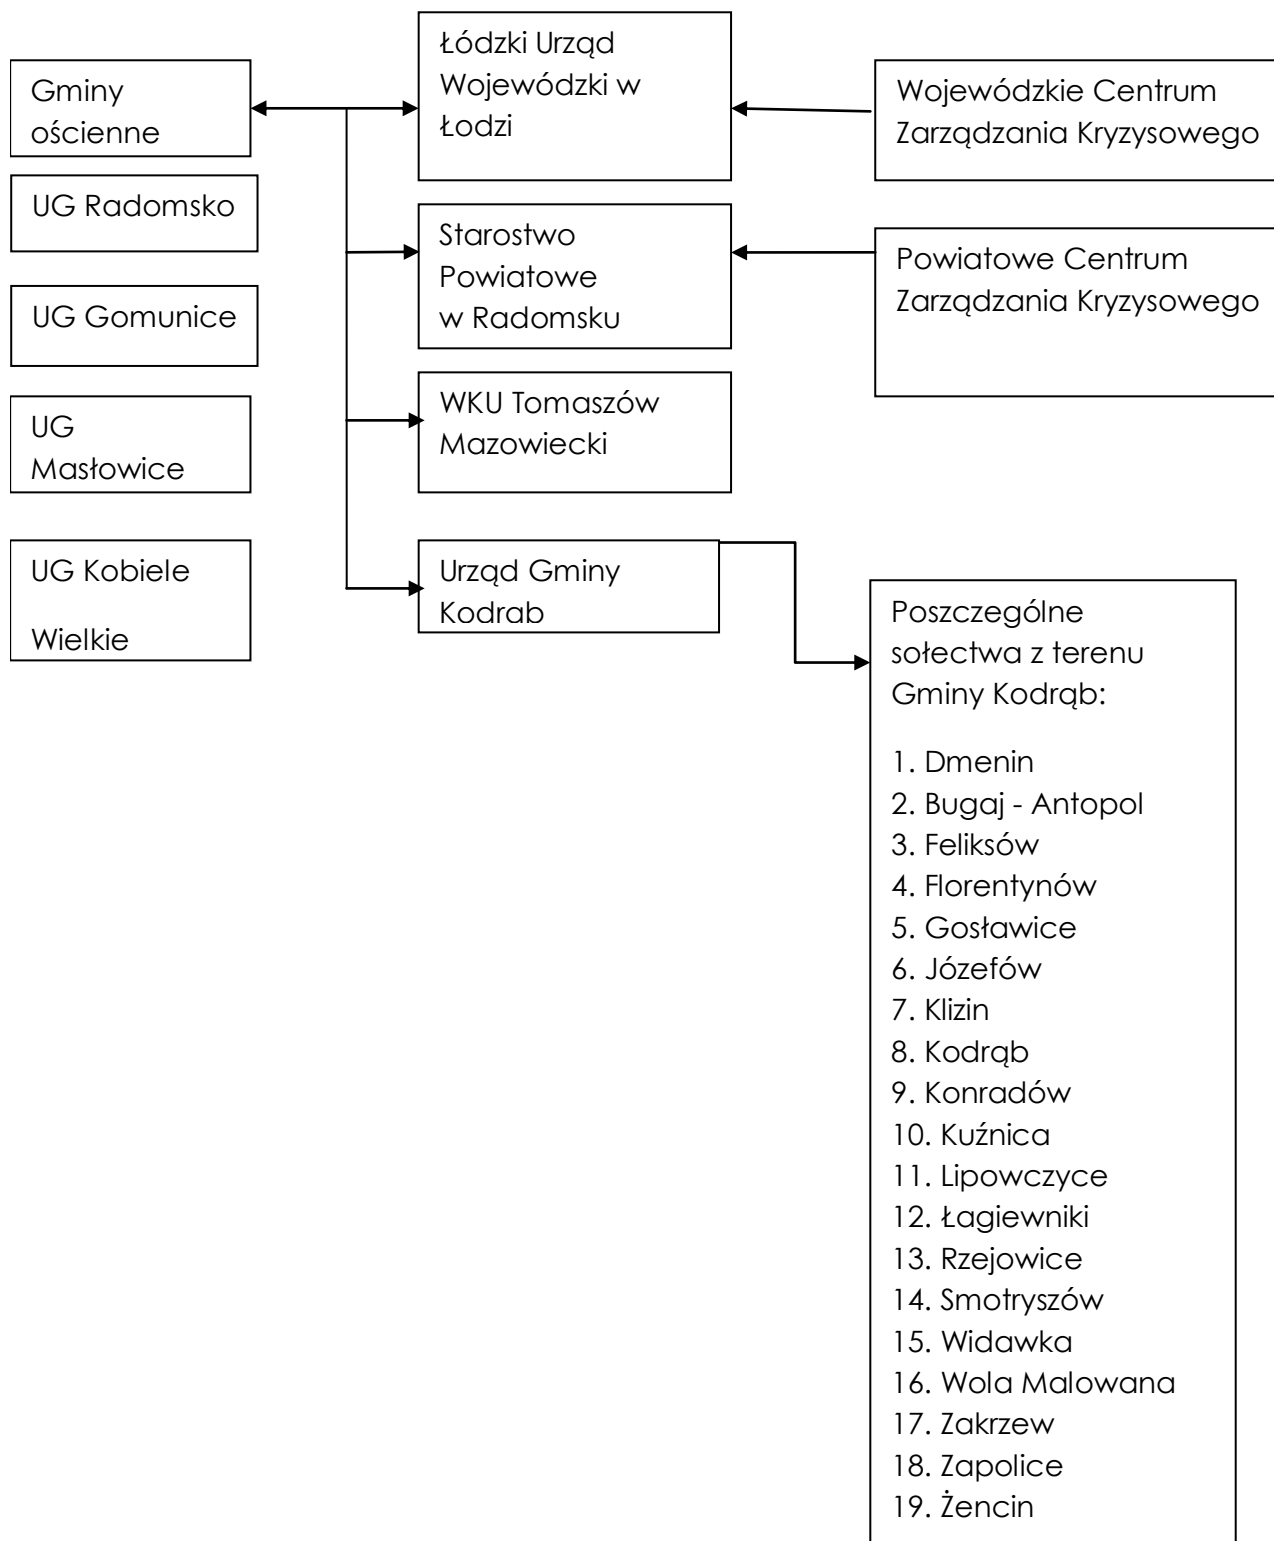 Gminy
ościenne
UG Radomsko
UG Gomunice
UG
Masłowice
UG Kobiele
Wielkie
Łódzki Urząd
Wojewódzki w
Łodzi
Starostwo
Powiatowe
w Radomsku
WKU Tomaszów
Mazowiecki
Urząd Gminy
Kodrąb
Wojewódzkie Centrum
Zarządzania Kryzysowego
Powiatowe Centrum
Zarządzania Kryzysowego
Poszczególne
sołectwa z terenu
Gminy Kodrąb:
1. Dmenin
2. Bugaj - Antopol
3. Feliksów
4. Florentynów
5. Gosławice
6. Józefów
7. Klizin
8. Kodrąb
9. Konradów
10. Kuźnica
11. Lipowczyce
12. Łagiewniki
13. Rzejowice
14. Smotryszów
15. Widawka
16. Wola Malowana
17. Zakrzew
18. Zapolice
19. Żencin